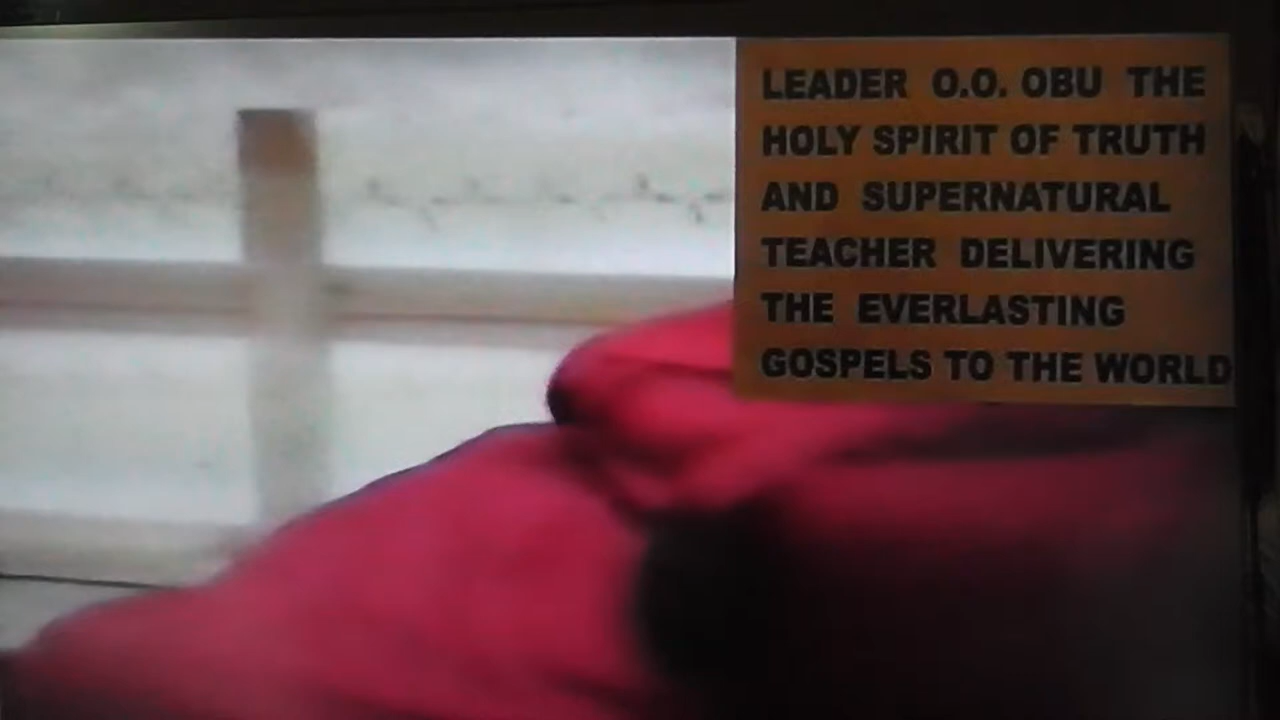 LEADER O.O. OBU THE
HOLY SPIRIT OF TRUTH
AND SUPERNATURAL
TEACHER DELIVERING
THE EVERLASTING
GOSPELS TO THE WORLD